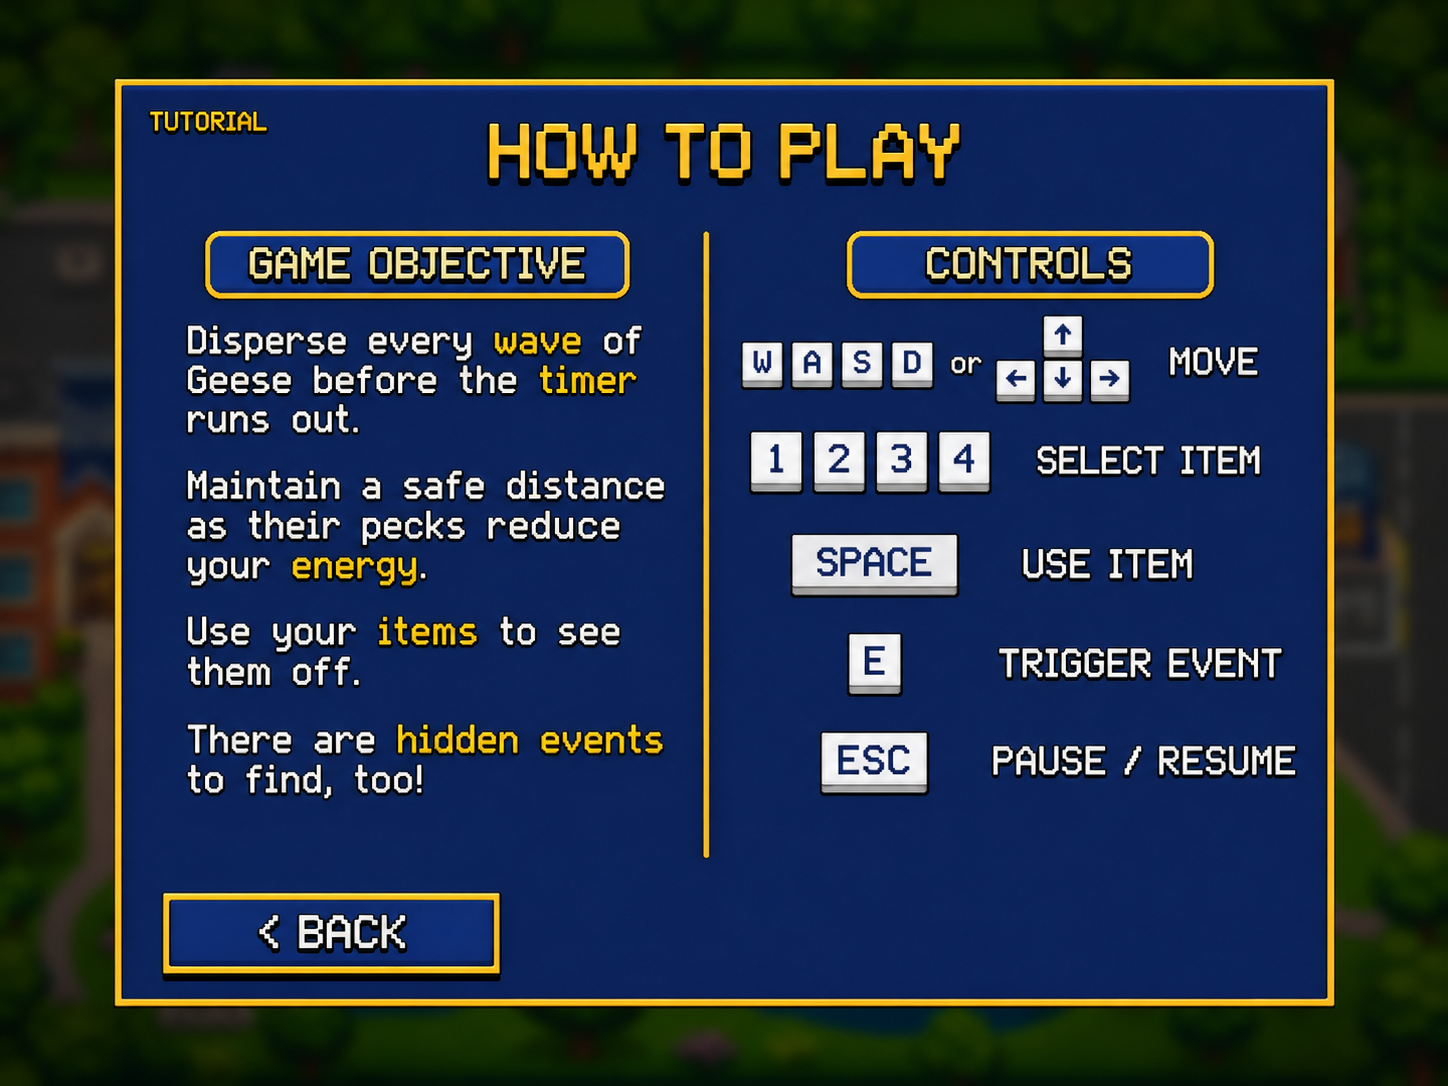 TUTORIAL
HOW TO PLAY
GAME OBJECTIVE
Disperse every wave of
Geese before the timer
runs out.
Maintain a safe distance
as their pecks reduce
your energy.
Use your items to see
them off.
There are hidden events
to find, too!
CONTROLS
W A S D or ↑ ← ↓ → MOVE
1 2 3 4 SELECT ITEM
SPACE USE ITEM
E TRIGGER EVENT
ESC PAUSE / RESUME
< BACK